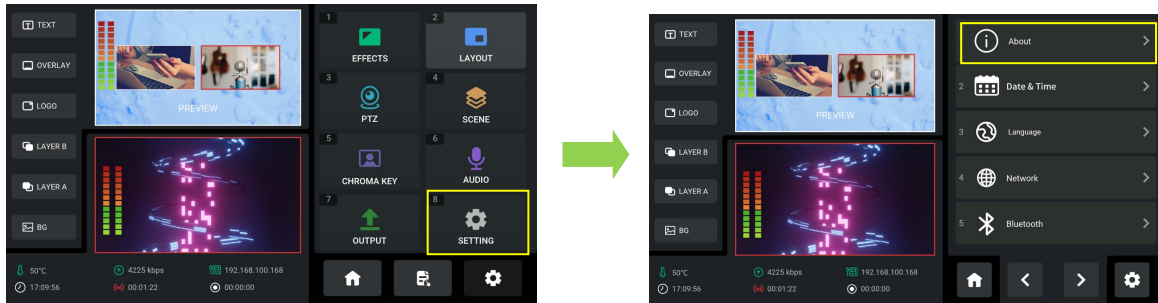 TEXT
OVERLAY
LOGO
LAYER B
LAYER A
BG
PREVIEW
1
EFFECTS
2
LAYOUT
3
PTZ
4
SCENE
5
CHROMA KEY
6
AUDIO
7
OUTPUT
8
SETTING
50°C
4225 kbps
192.168.100.168
17:09:56
00:01:22
00:00:00
TEXT
OVERLAY
LOGO
LAYER B
LAYER A
BG
PREVIEW
About
2 Date & Time
3 Language
4 Network
5 Bluetooth
50°C
4225 kbps
192.168.100.168
17:09:56
00:01:22
00:00:00